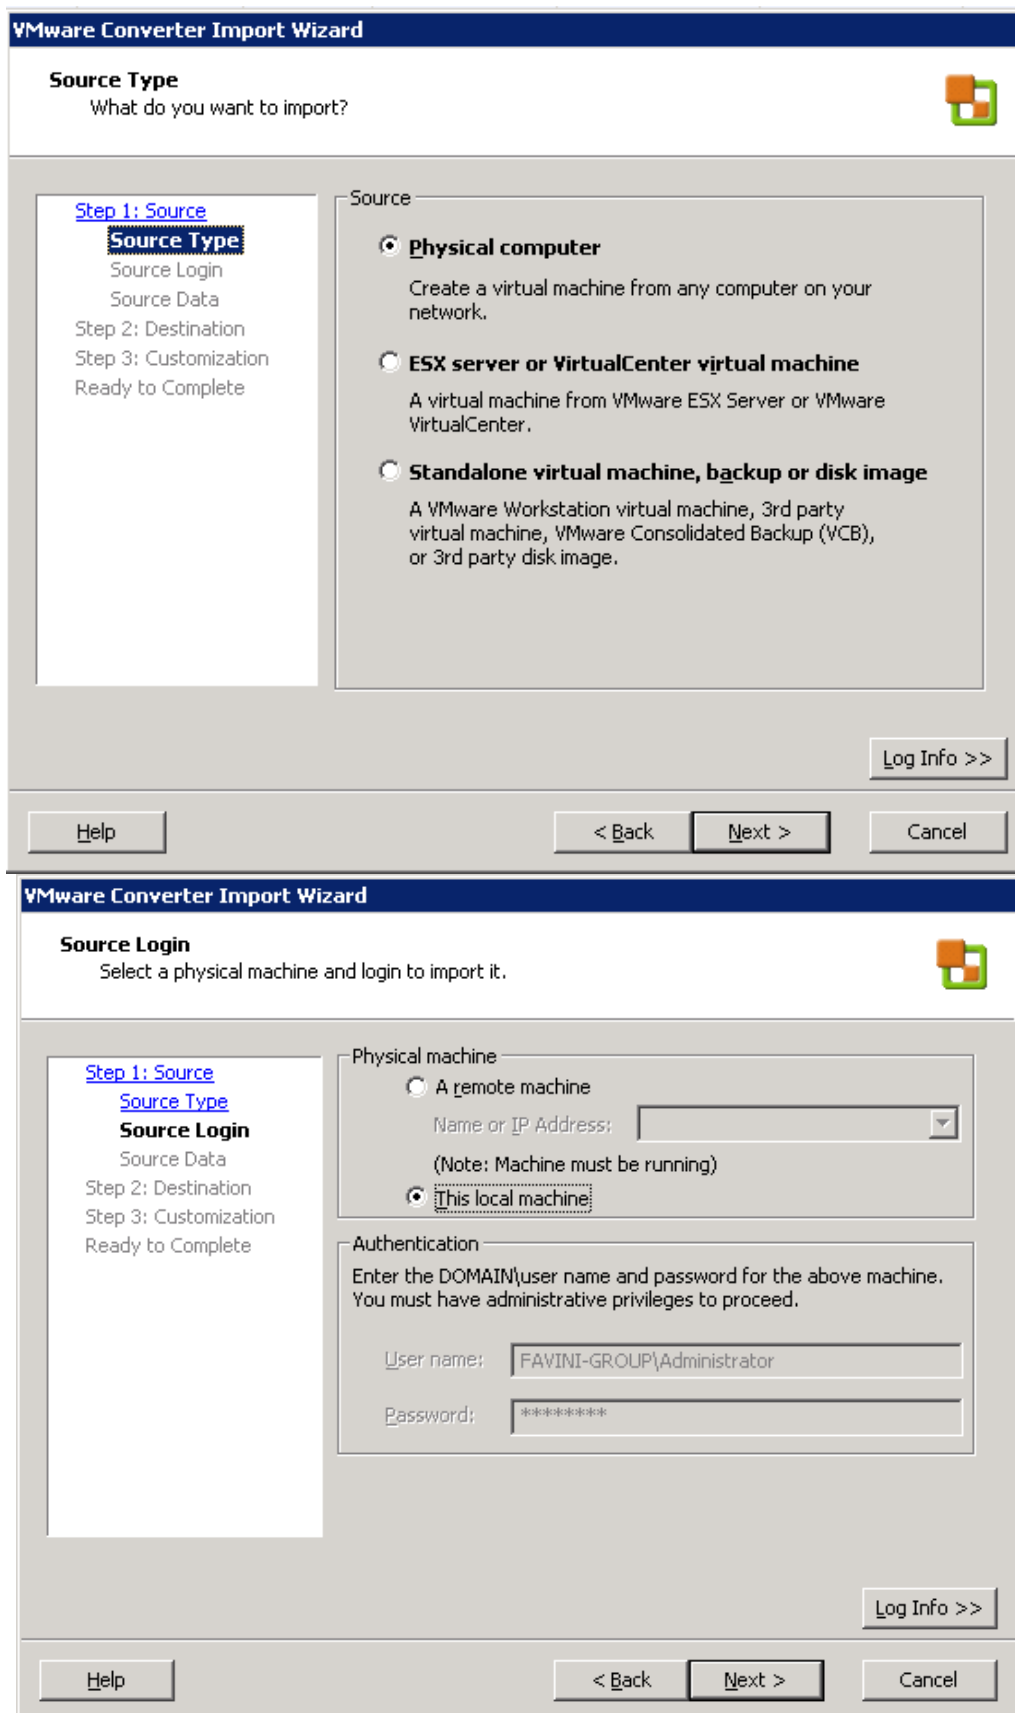 VMware Converter Import Wizard
Source Type
What do you want to import?
Step 1: Source
Source Type
Source Login
Source Data
Step 2: Destination
Step 3: Customization
Ready to Complete
Source
Physical computer
Create a virtual machine from any computer on your
network.
ESX server or VirtualCenter virtual machine
A virtual machine from VMware ESX Server or VMware
VirtualCenter.
Standalone virtual machine, backup or disk image
A VMware Workstation virtual machine, 3rd party
virtual machine, VMware Consolidated Backup (VCB),
or 3rd party disk image.
Log Info >>
Help
< Back
Next >
Cancel
VMware Converter Import Wizard
Source Login
Select a physical machine and login to import it.
Step 1: Source
Source Type
Source Login
Source Data
Step 2: Destination
Step 3: Customization
Ready to Complete
Physical machine
A remote machine
Name or IP Address:
(Note: Machine must be running)
This local machine
Authentication
Enter the DOMAIN\user name and password for the above machine.
You must have administrative privileges to proceed.
User name: FAVINI-GROUP\Administrator
Password: ********
Log Info >>
Help
< Back
Next >
Cancel